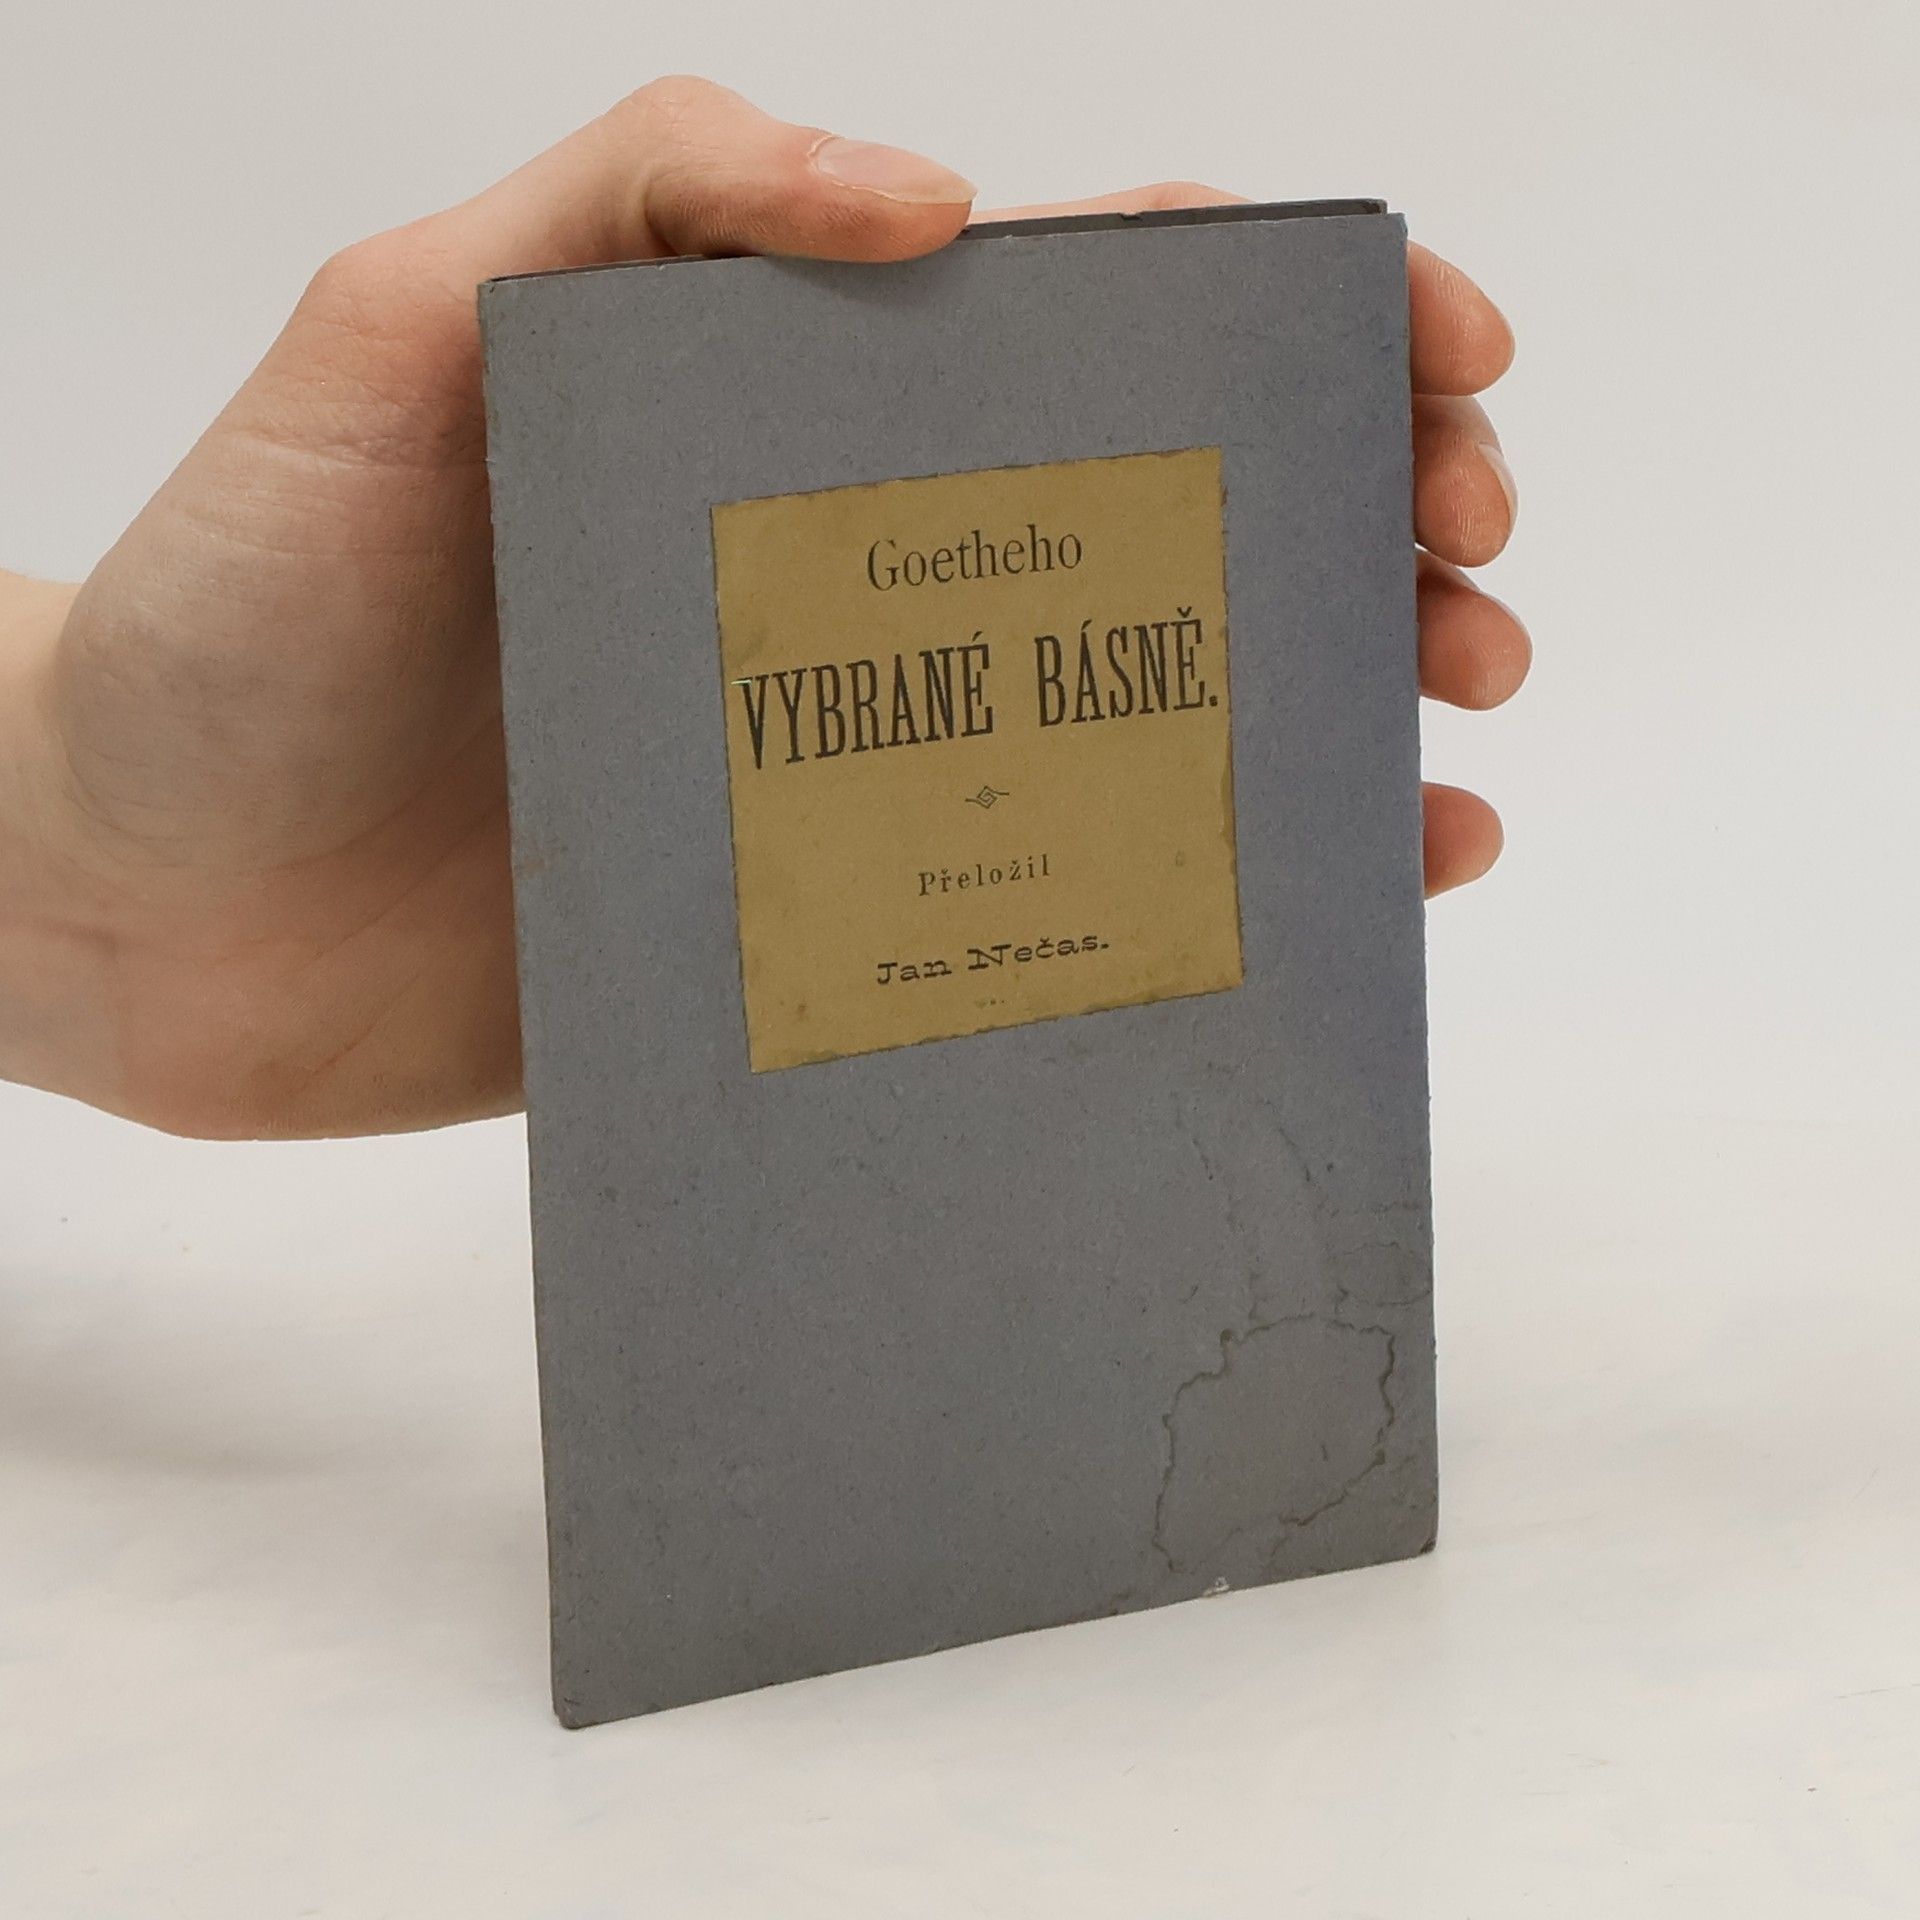 Goetheho
VYBRANÉ BÁSNĚ.
Přeložil
Jan Nečas.